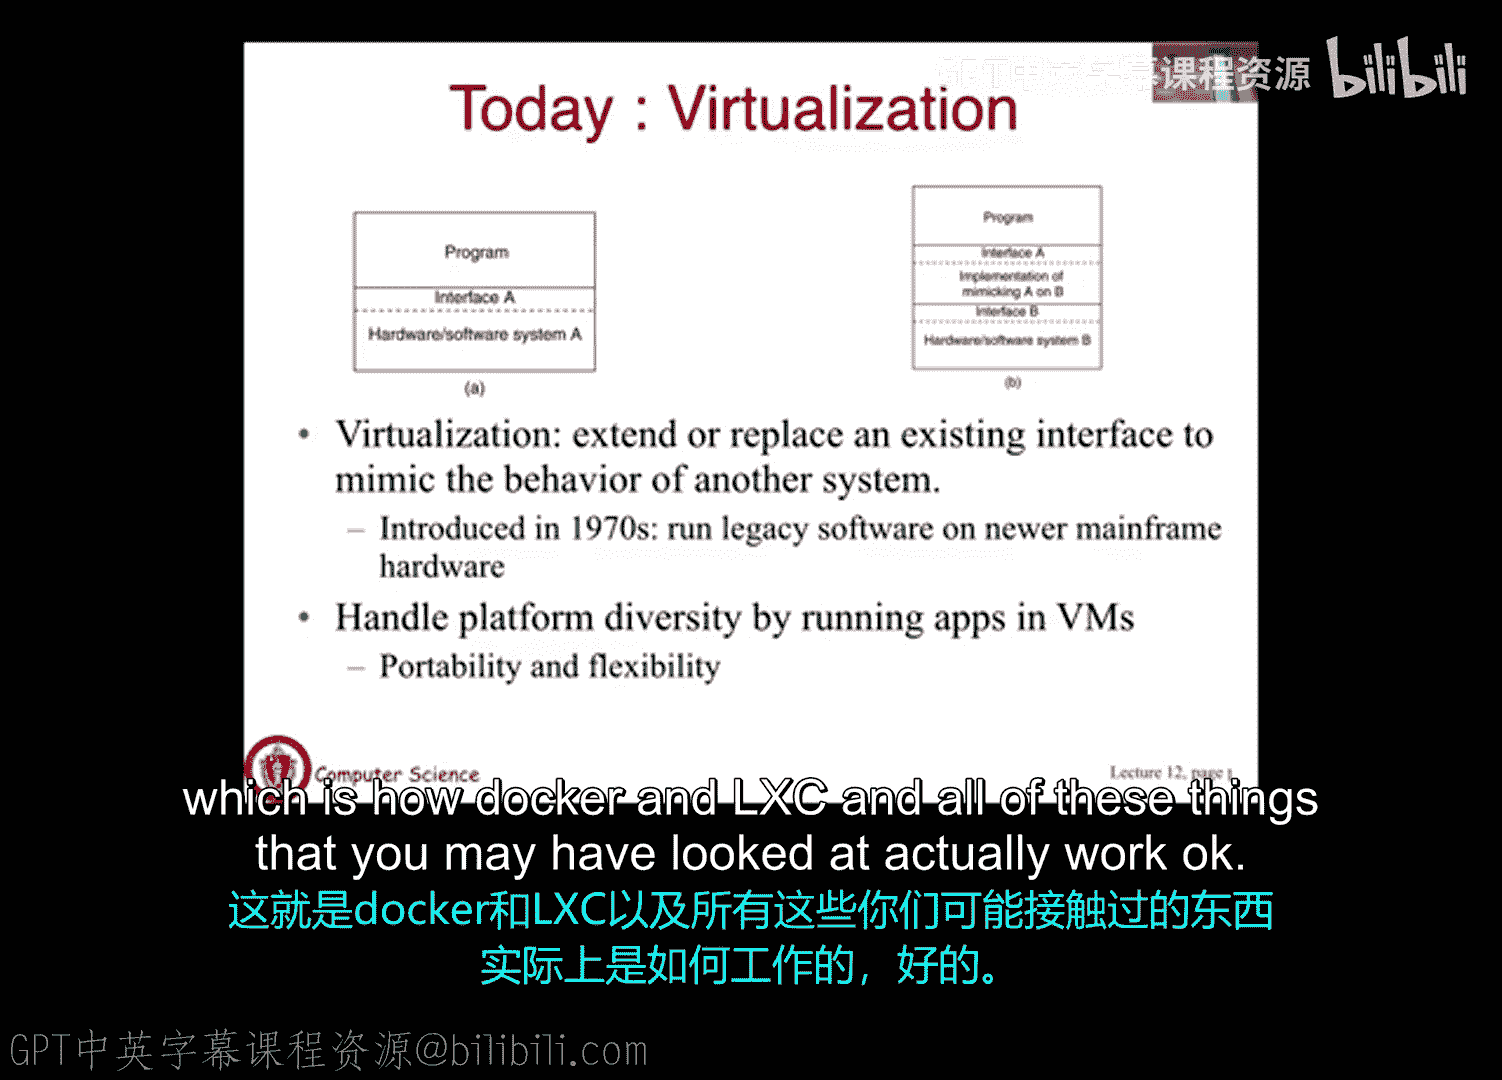 课程资源 bilibili
Today : Virtualization
Program
Interface A
Hardware/software system A
(a)
Program
Interface A
Implementation of
mimicking A on B
Interface B
Hardware/software system B
(b)
• Virtualization: extend or replace an existing interface to
mimic the behavior of another system.
– Introduced in 1970s: run legacy software on newer mainframe
hardware
• Handle platform diversity by running apps in VMs
– Portability and flexibility
Computer Science
Lecture 12, page
which is how docker and LXC and all of these things
that you may have looked at actually work ok.
这就是docker和LXC以及所有这些你们可能接触过的东西
实际上是如何工作的，好的。
GPT中英字幕课程资源@bilibili.com